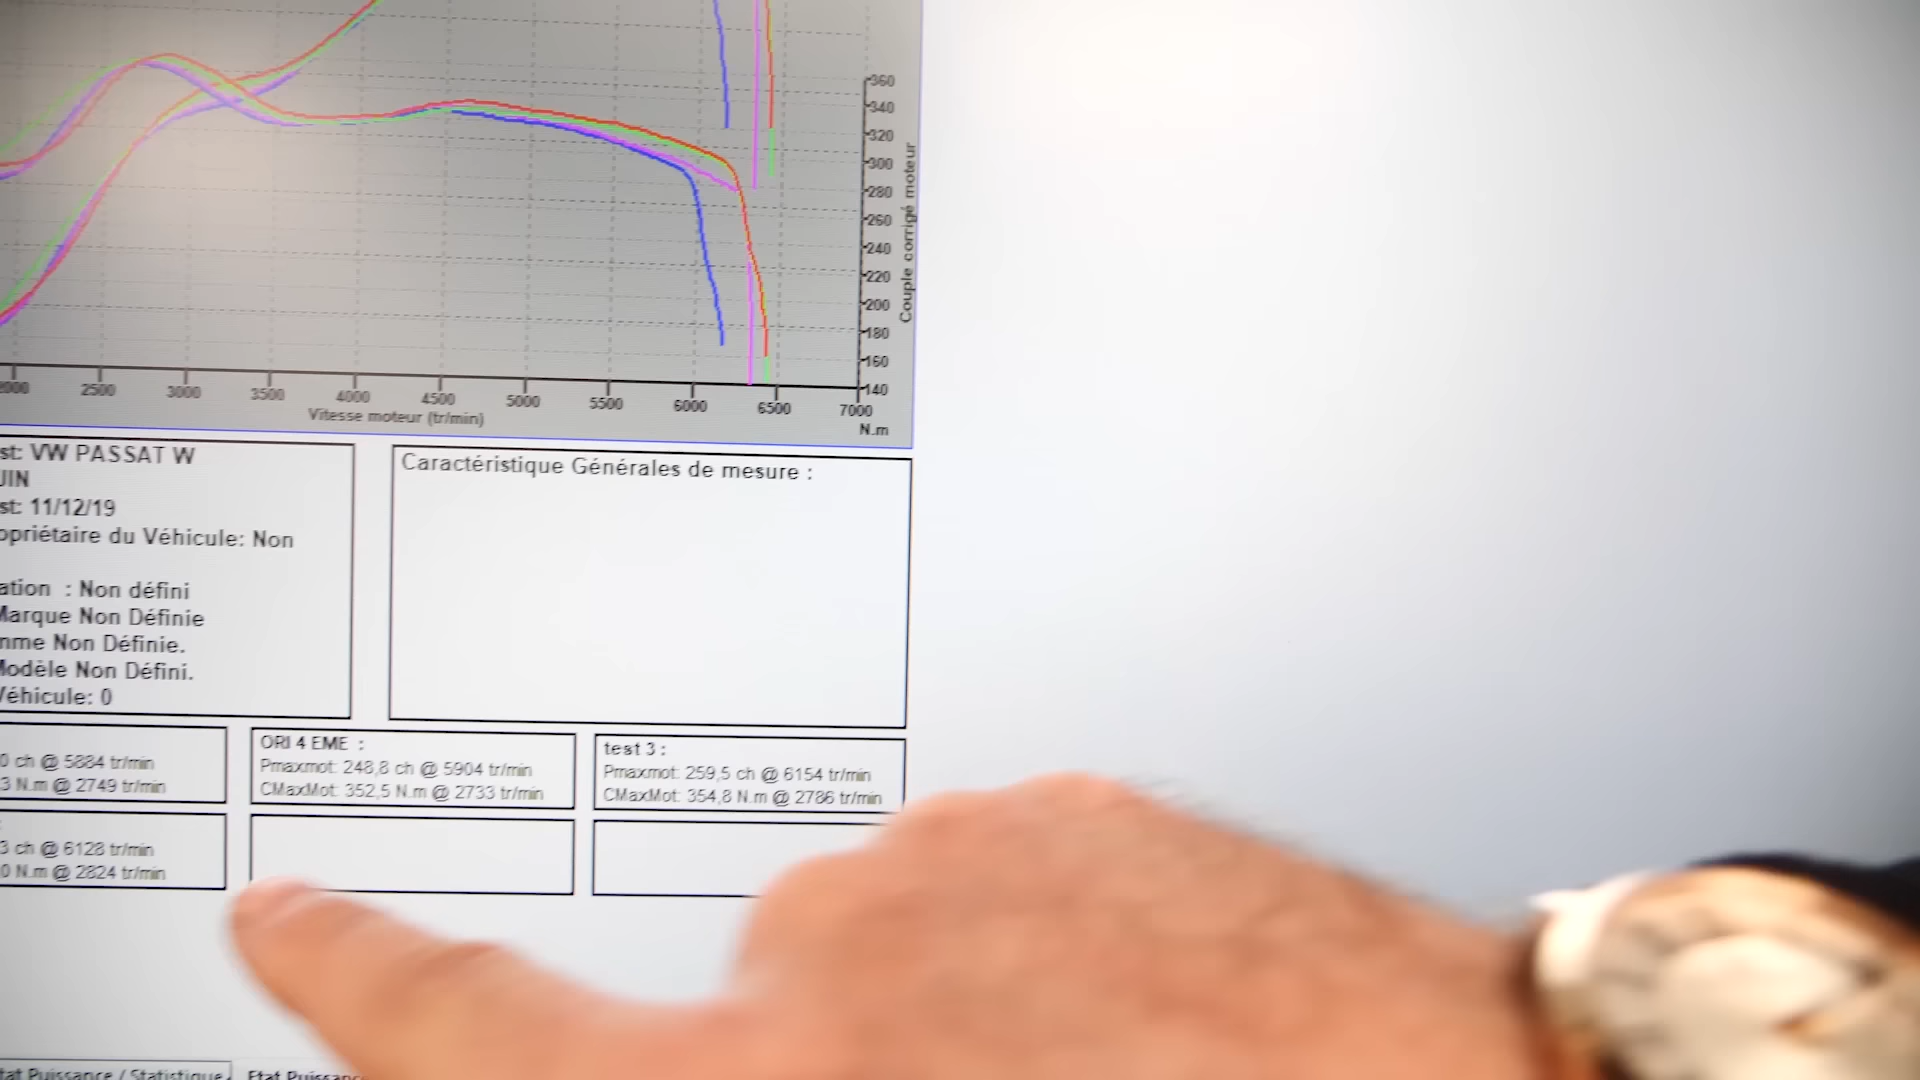 360
340
320
300
280
260
240
220
200
180
160
140
Couple corrigé moteur
2000 2500 3000 3500 4000 4500 5000 5500 6000 6500 7000
Vitesse moteur (tr/min)
N.m
st: VW PASSAT W
UIN
st: 11/12/19
opriétaire du Véhicule: Non
ation : Non défini
Marque Non Définie
mme Non Définie.
Modèle Non Défini.
Véhicule: 0
Caractéristique Générales de mesure :
0 ch @ 5884 tr/min
3 N.m @ 2749 tr/min
ORI 4 EME :
Pmaxmot: 248,8 ch @ 5904 tr/min
CMaxMot: 352,5 N.m @ 2733 tr/min
test 3 :
Pmaxmot: 259,5 ch @ 6154 tr/min
CMaxMot: 354,8 N.m @ 2786 tr/min
:
3 ch @ 6128 tr/min
0 N.m @ 2824 tr/min
tat Puissance / Statistique
Etat Puissance